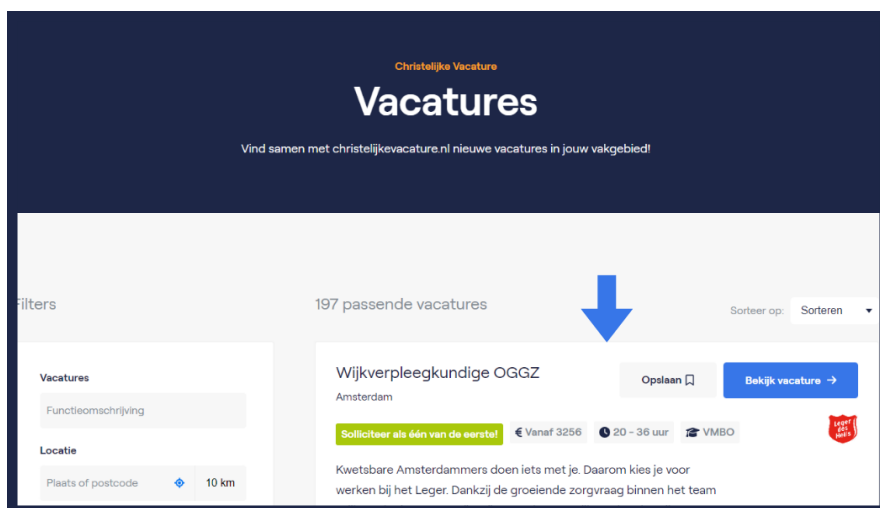 Christelijke Vacature
Vacatures
Vind samen met christelijkevacature.nl nieuwe vacatures in jouw vakgebied!
Filters
197 passende vacatures
Sorteer op: Sorteren
Vacatures
Functieomschrijving
Locatie
Plaats of postcode 10 km
Wijkverpleegkundige OGGZ
Opslaan
Bekijk vacature →
Amsterdam
Solliciteer als één van de eerste! € Vanaf 3256 20 - 36 uur VMBO
Leger
des
Heils
Kwetsbare Amsterdammers doen iets met je. Daarom kies je voor
werken bij het Leger. Dankzij de groeiende zorgvraag binnen het team